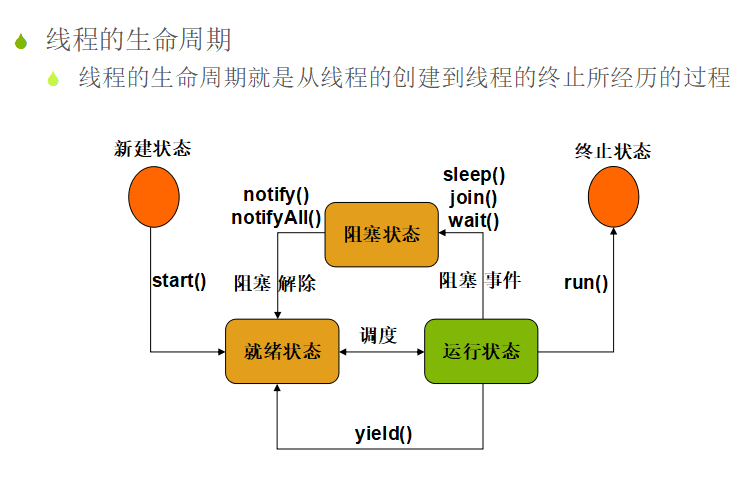 线程的生命周期
线程的生命周期就是从线程的创建到线程的终止所经历的过程
新建状态
终止状态
sleep()
join()
wait()
notify()
notifyAll()
阻塞状态
start()
阻塞 解除
阻塞 事件
run()
就绪状态
调度
运行状态
yield()